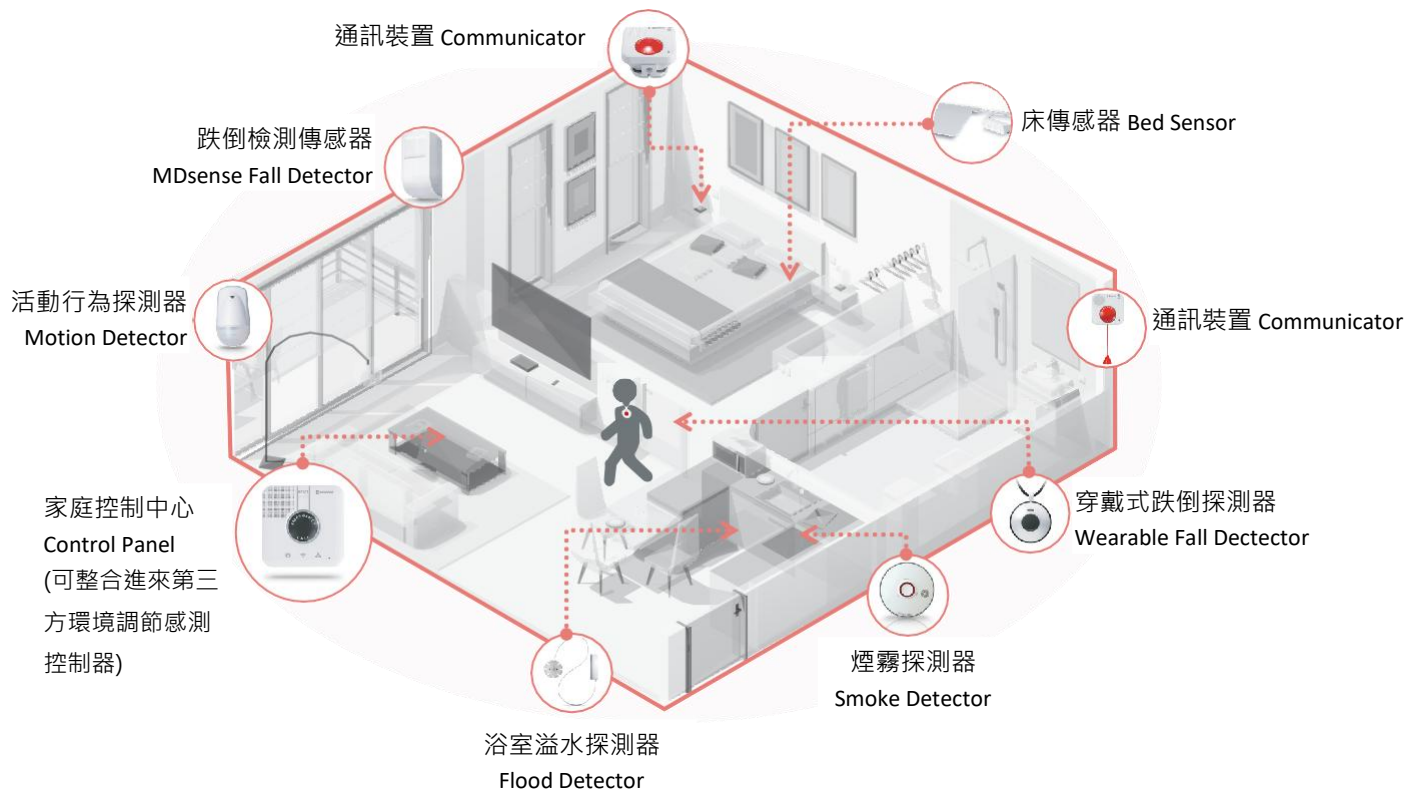 通訊裝置 Communicator
床傳感器 Bed Sensor
跌倒檢測傳感器
MDsense Fall Detector
活動行為探測器
Motion Detector
通訊裝置 Communicator
家庭控制中心
Control Panel
(可整合進來第三
方環境調節感測
控制器)
穿戴式跌倒探測器
Wearable Fall Dectector
煙霧探測器
Smoke Detector
浴室溢水探測器
Flood Detector